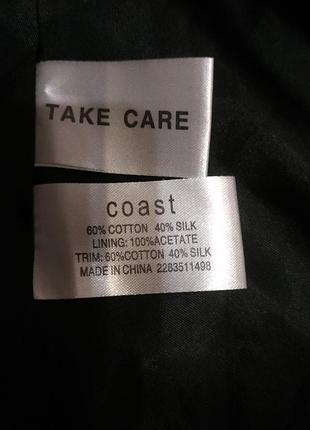 TAKE CARE
coast
60% COTTON 40% SILK
LINING: 100%ACETATE
TRIM: 60%COTTON 40% SILK
MADE IN CHINA 2283511498